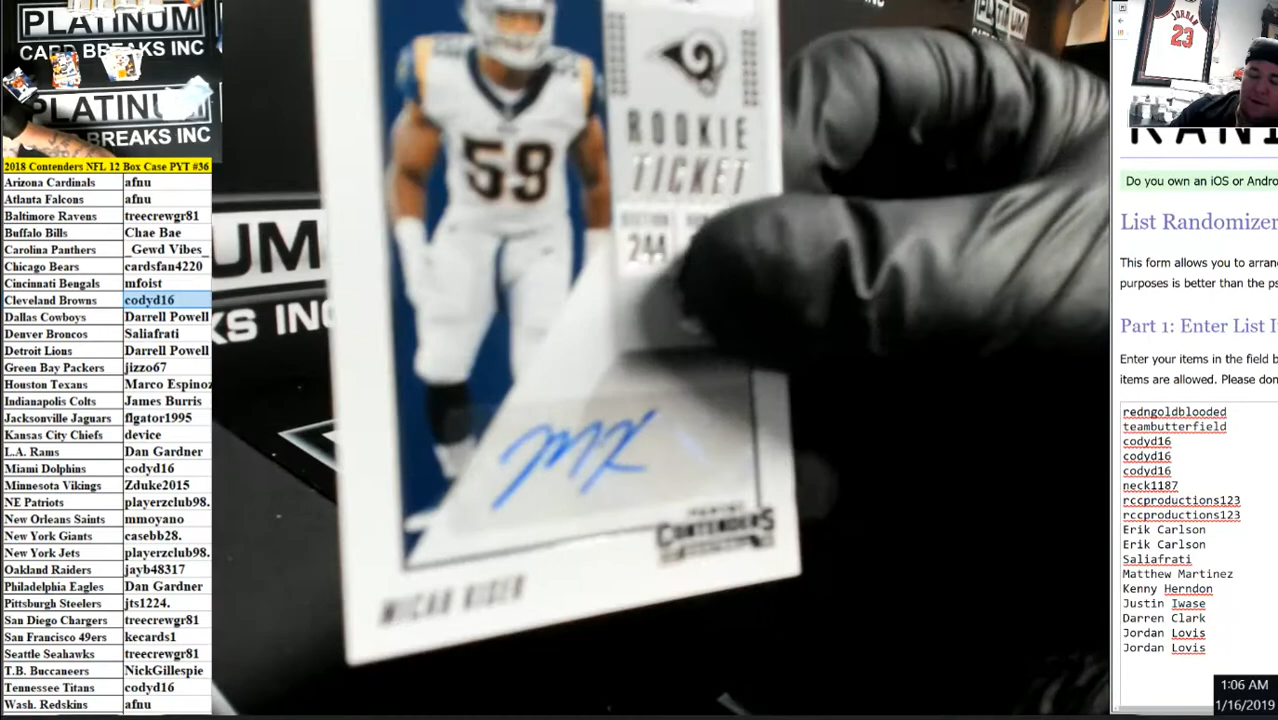 PLATINUM
CARD BREAKS INC
PLATINUM
BREAKS INC
2018 Contenders NFL 12 Box Case PYT #36
Arizona Cardinals afnu
Atlanta Falcons afnu
Baltimore Ravens treecrewgr81
Buffalo Bills Chae Bae
Carolina Panthers _Gewd Vibes_
Chicago Bears cardsfan4220
Cincinnati Bengals mfoist
Cleveland Browns codyd16
Dallas Cowboys Darrell Powell
Denver Broncos Saliafrati
Detroit Lions Darrell Powell
Green Bay Packers jizzo67
Houston Texans Marco Espinoz
Indianapolis Colts James Burris
Jacksonville Jaguars flgator1995
Kansas City Chiefs device
L.A. Rams Dan Gardner
Miami Dolphins codyd16
Minnesota Vikings Zduke2015
NE Patriots playerzclub98.
New Orleans Saints mmoyano
New York Giants casebb28.
New York Jets playerzclub98.
Oakland Raiders jayb48317
Philadelphia Eagles Dan Gardner
Pittsburgh Steelers jts1224.
San Diego Chargers treecrewgr81
San Francisco 49ers kecards1
Seattle Seahawks treecrewgr81
T.B. Buccaneers NickGillespie
Tennessee Titans codyd16
Wash. Redskins afnu
UM
KS INC
59
ROOKIE
TICKET
244
MK
PANINI
CONTENDERS
MICAH KISER
JORDAN
23
RANI
Do you own an iOS or Andro
List Randomizer
This form allows you to arran
purposes is better than the ps
Part 1: Enter List I
Enter your items in the field b
items are allowed. Please don
redngoldblooded
teambutterfield
codyd16
codyd16
codyd16
neck1187
rccproductions123
rccproductions123
Erik Carlson
Erik Carlson
Saliafrati
Matthew Martinez
Kenny Herndon
Justin Iwase
Darren Clark
Jordan Lovis
Jordan Lovis
1:06 AM
1/16/2019